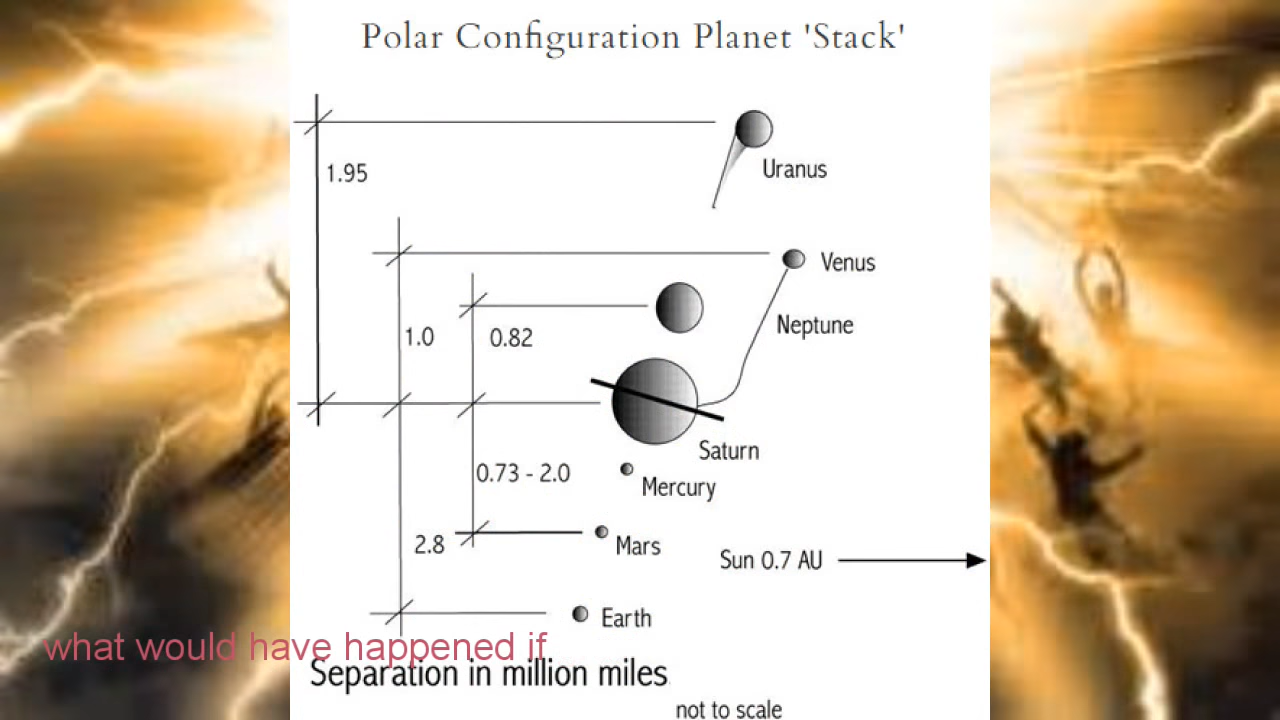 Polar Configuration Planet 'Stack'
1.95
Uranus
Venus
1.0
0.82
Neptune
Saturn
0.73 - 2.0
Mercury
2.8
Mars
Sun 0.7 AU
Earth
what would have happened if
Separation in million miles
not to scale